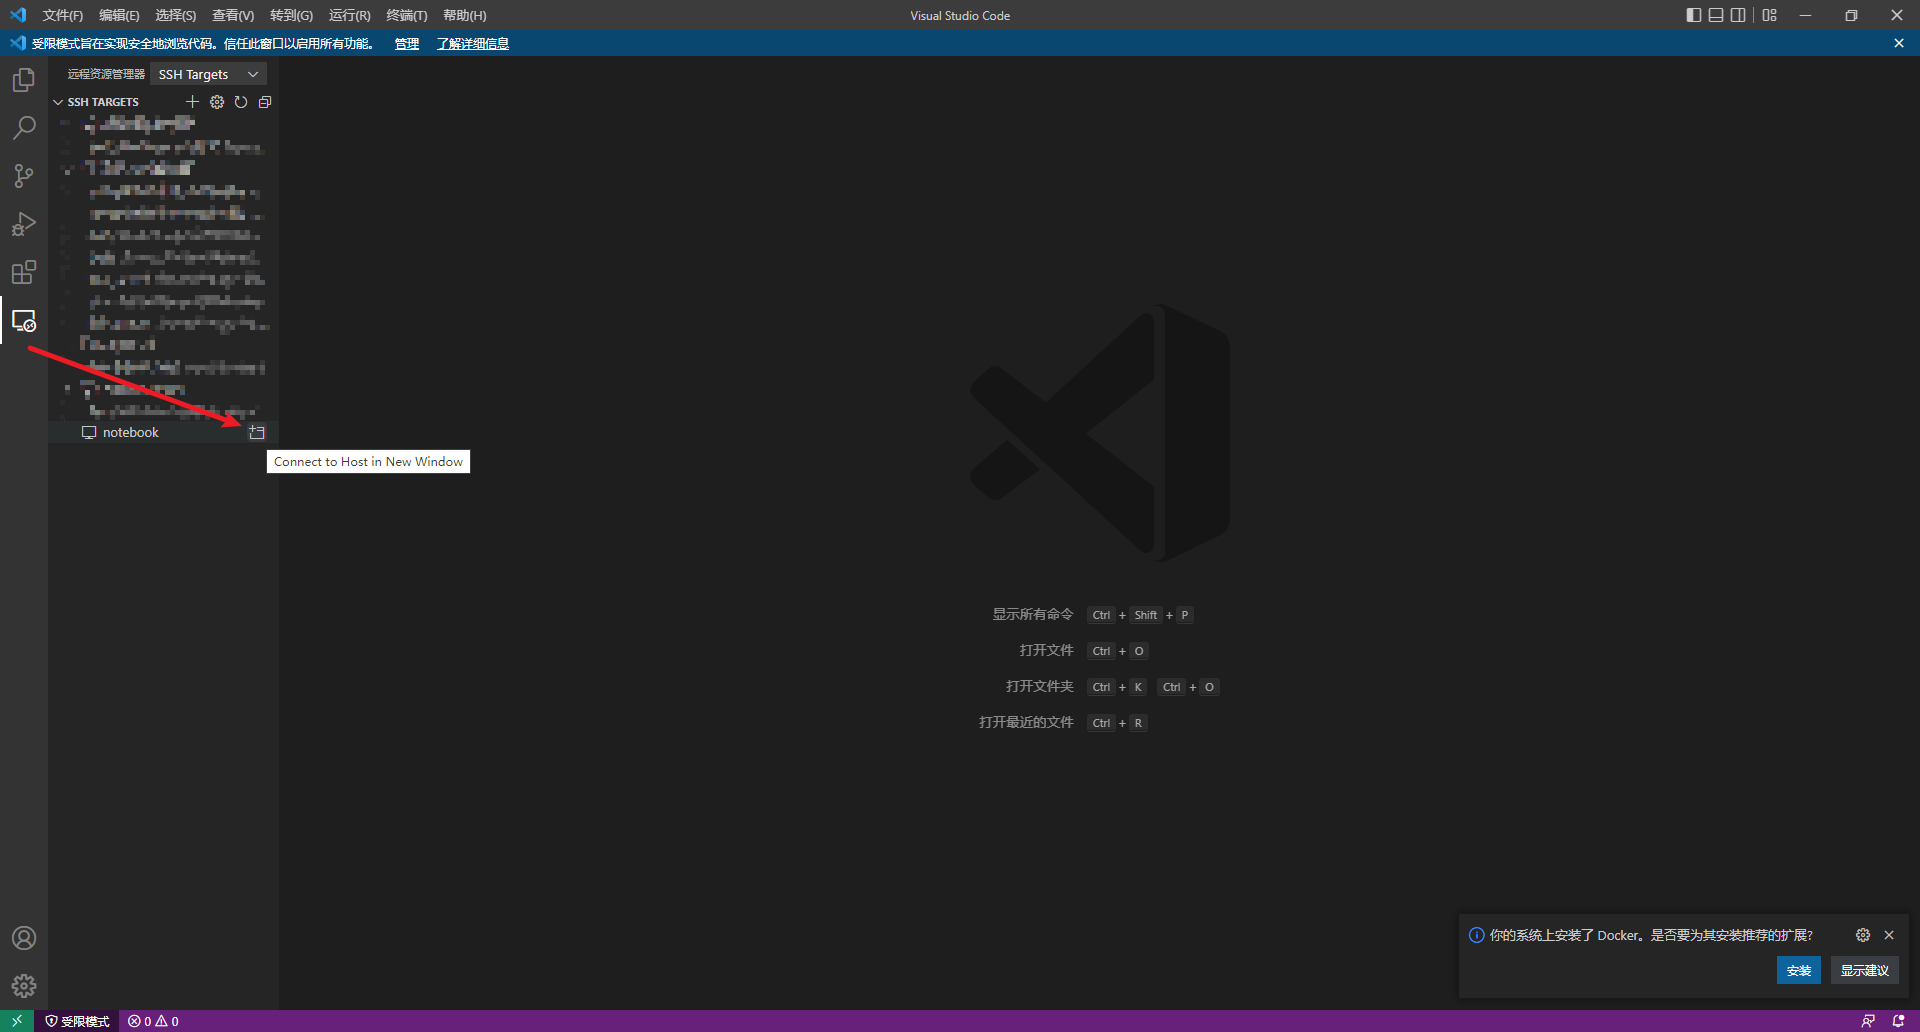 文件(F) 编辑(E) 选择(S) 查看(V) 转到(G) 运行(R) 终端(T) 帮助(H) Visual Studio Code
受限模式旨在实现安全地浏览代码。信任此窗口以启用所有功能。 管理 了解详细信息
远程资源管理器 SSH Targets
SSH TARGETS
notebook
Connect to Host in New Window
显示所有命令 Ctrl + Shift + P
打开文件 Ctrl + O
打开文件夹 Ctrl + K Ctrl + O
打开最近的文件 Ctrl + R
你的系统上安装了 Docker。是否要为其安装推荐的扩展?
安装 显示建议
受限模式 0 0